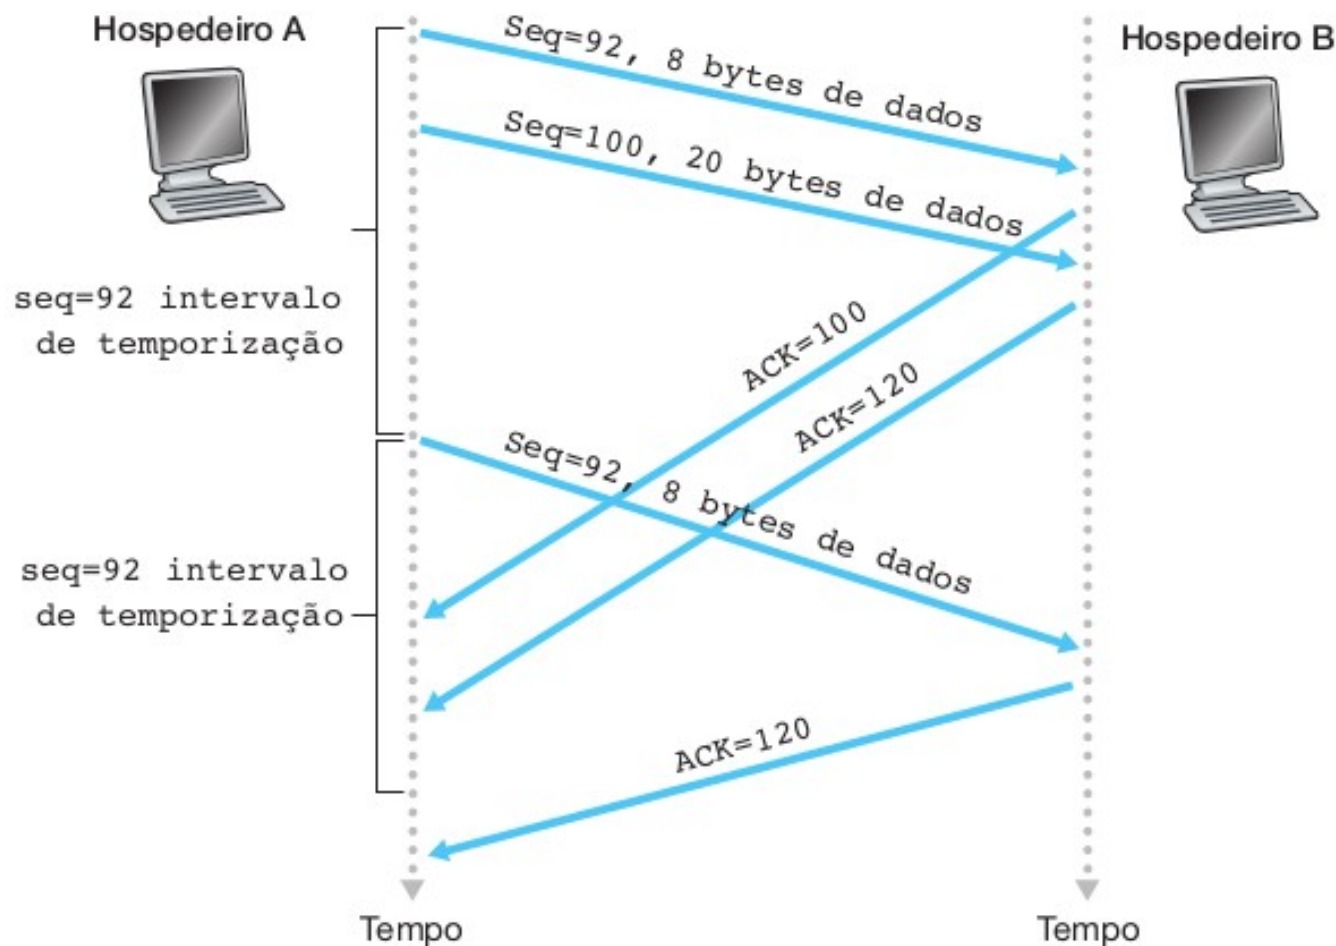 Hospedeiro A
Hospedeiro B
Seq=92, 8 bytes de dados
Seq=100, 20 bytes de dados
seq=92 intervalo
de temporização
ACK=100
ACK=120
Seq=92, 8 bytes de dados
seq=92 intervalo
de temporização
ACK=120
Tempo
Tempo